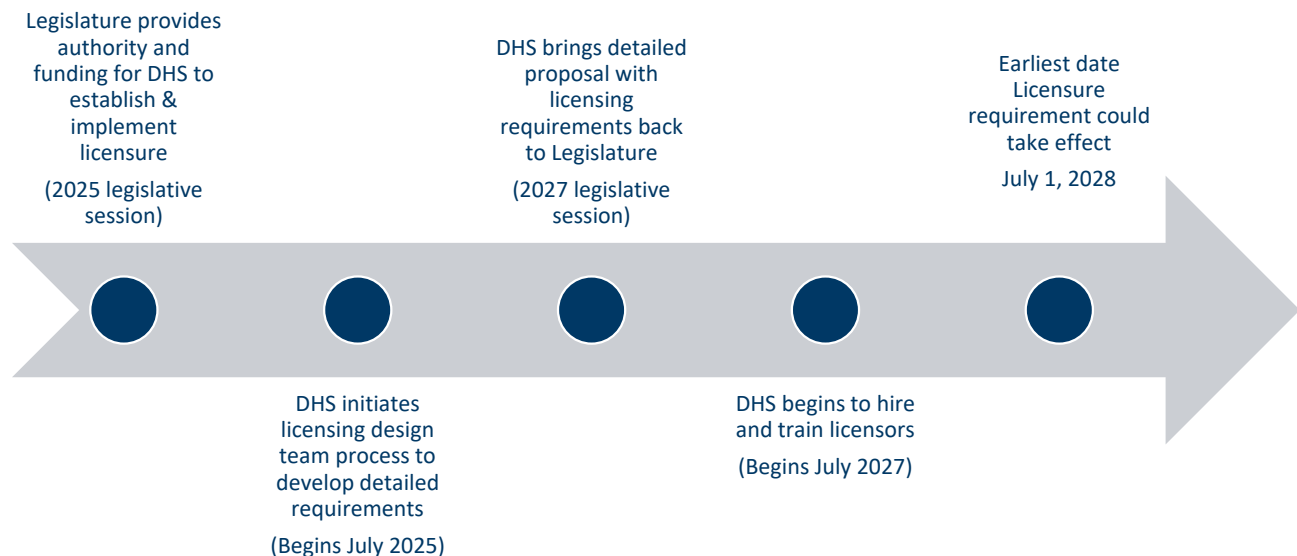 Legislature provides
authority and
funding for DHS to
establish &
implement
licensure
(2025 legislative
session)
DHS initiates
licensing design
team process to
develop detailed
requirements
(Begins July 2025)
DHS brings detailed
proposal with
licensing
requirements back
to Legislature
(2027 legislative
session)
DHS begins to hire
and train licensors
(Begins July 2027)
Earliest date
Licensure
requirement could
take effect
July 1, 2028